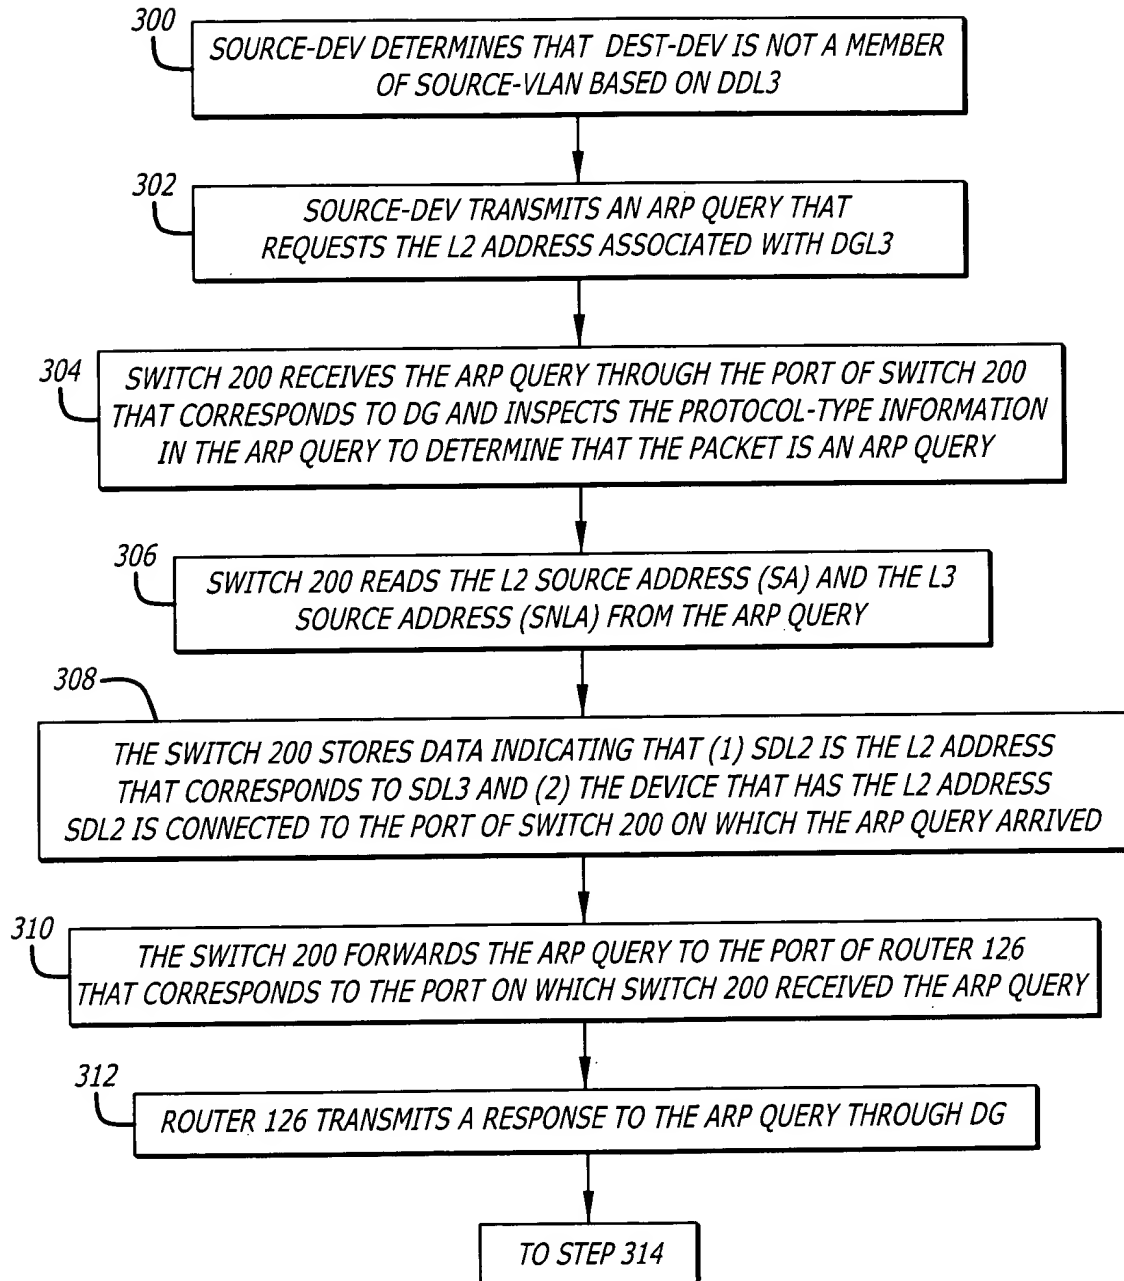 300
SOURCE-DEV DETERMINES THAT DEST-DEV IS NOT A MEMBER
OF SOURCE-VLAN BASED ON DDL3
302
SOURCE-DEV TRANSMITS AN ARP QUERY THAT
REQUESTS THE L2 ADDRESS ASSOCIATED WITH DGL3
304
SWITCH 200 RECEIVES THE ARP QUERY THROUGH THE PORT OF SWITCH 200
THAT CORRESPONDS TO DG AND INSPECTS THE PROTOCOL-TYPE INFORMATION
IN THE ARP QUERY TO DETERMINE THAT THE PACKET IS AN ARP QUERY
306
SWITCH 200 READS THE L2 SOURCE ADDRESS (SA) AND THE L3
SOURCE ADDRESS (SNLA) FROM THE ARP QUERY
308
THE SWITCH 200 STORES DATA INDICATING THAT (1) SDL2 IS THE L2 ADDRESS
THAT CORRESPONDS TO SDL3 AND (2) THE DEVICE THAT HAS THE L2 ADDRESS
SDL2 IS CONNECTED TO THE PORT OF SWITCH 200 ON WHICH THE ARP QUERY ARRIVED
310
THE SWITCH 200 FORWARDS THE ARP QUERY TO THE PORT OF ROUTER 126
THAT CORRESPONDS TO THE PORT ON WHICH SWITCH 200 RECEIVED THE ARP QUERY
312
ROUTER 126 TRANSMITS A RESPONSE TO THE ARP QUERY THROUGH DG
TO STEP 314